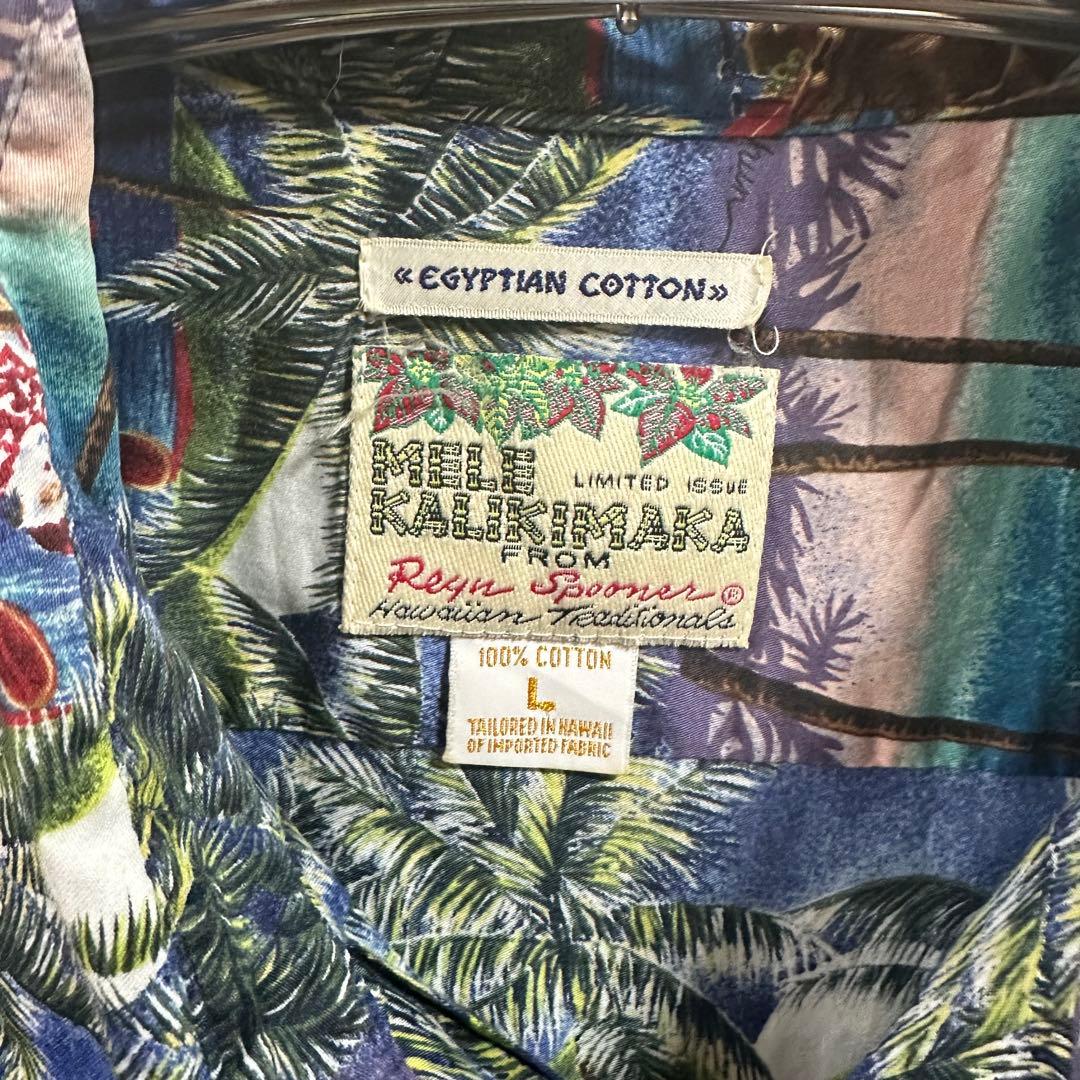 «EGYPTIAN COTTON»
MELE
LIMITED ISSUE
KALIKIMAKA
FROM
Reyn Spooner®
Hawaiian Traditionals
100% COTTON
L
TAILORED IN HAWAII
OF IMPORTED FABRIC